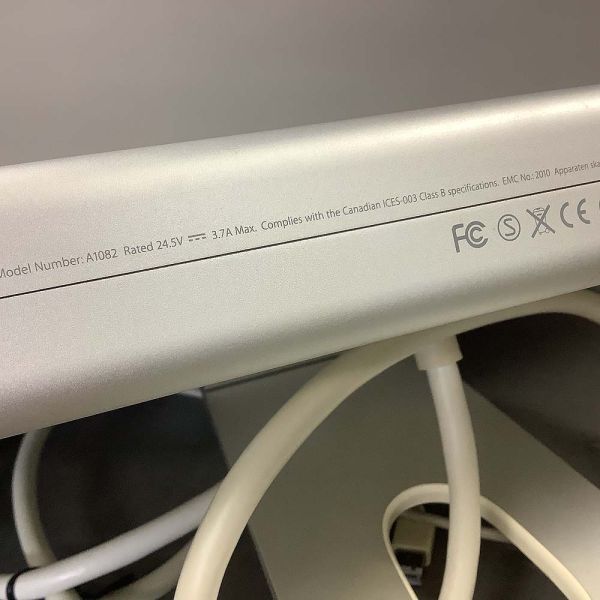 Model Number: A1082 Rated 24.5V ⎓ 3.7A Max. Complies with the Canadian ICES-003 Class B specifications. EMC No.: 2010 Apparaten ska
FC S CE